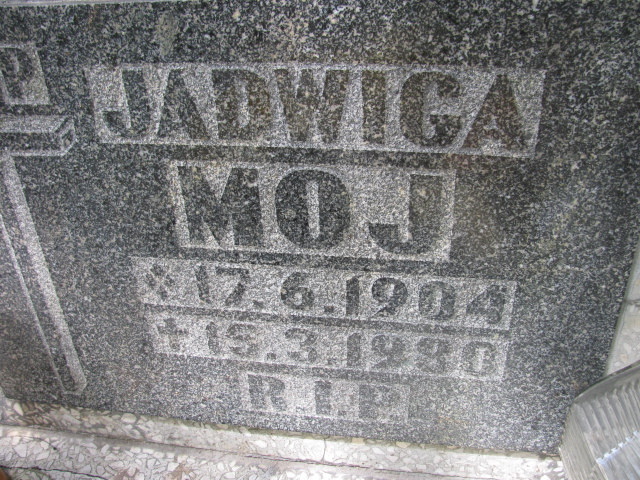 P
JADWIGA
MOJ
* 17.6.1904
+ 15.3.1980
R.I.P.